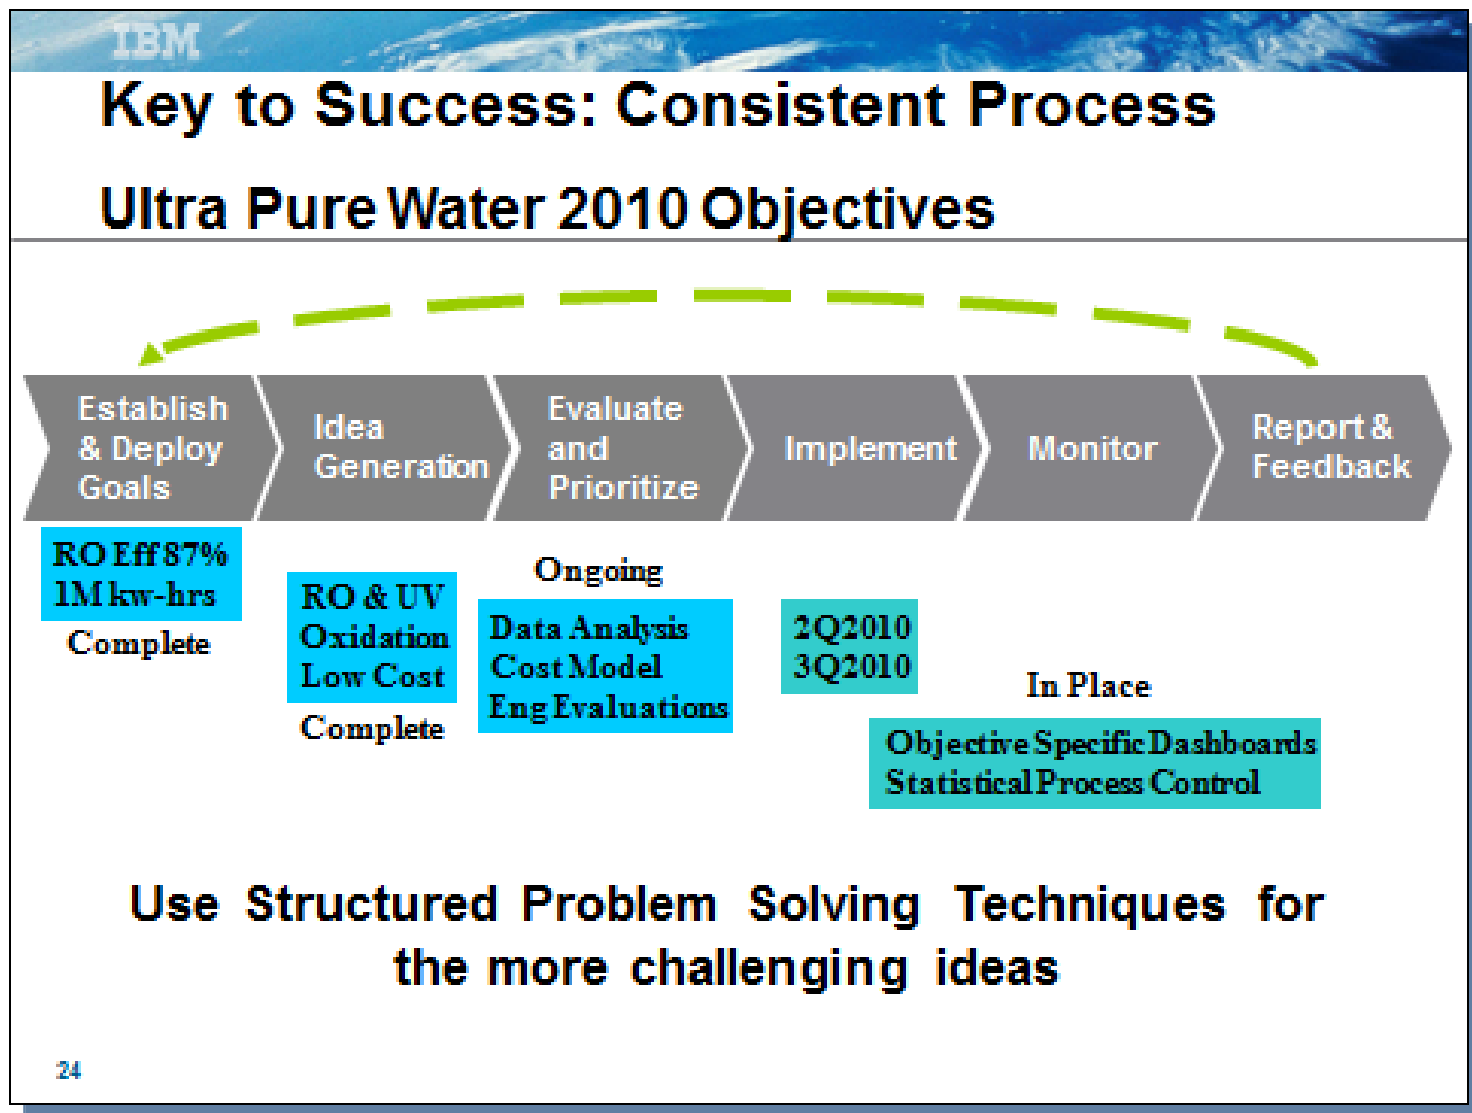 IBM
Key to Success: Consistent Process
Ultra Pure Water 2010 Objectives
Establish
& Deploy
Goals
Idea
Generation
Evaluate
and
Prioritize
Implement
Monitor
Report &
Feedback
RO Eff 87%
1M kw-hrs
Complete
RO & UV
Oxidation
Low Cost
Complete
Ongoing
Data Analysis
Cost Model
Eng Evaluations
2Q2010
3Q2010
In Place
Objective Specific Dashboards
Statistical Process Control
Use Structured Problem Solving Techniques for
the more challenging ideas
24